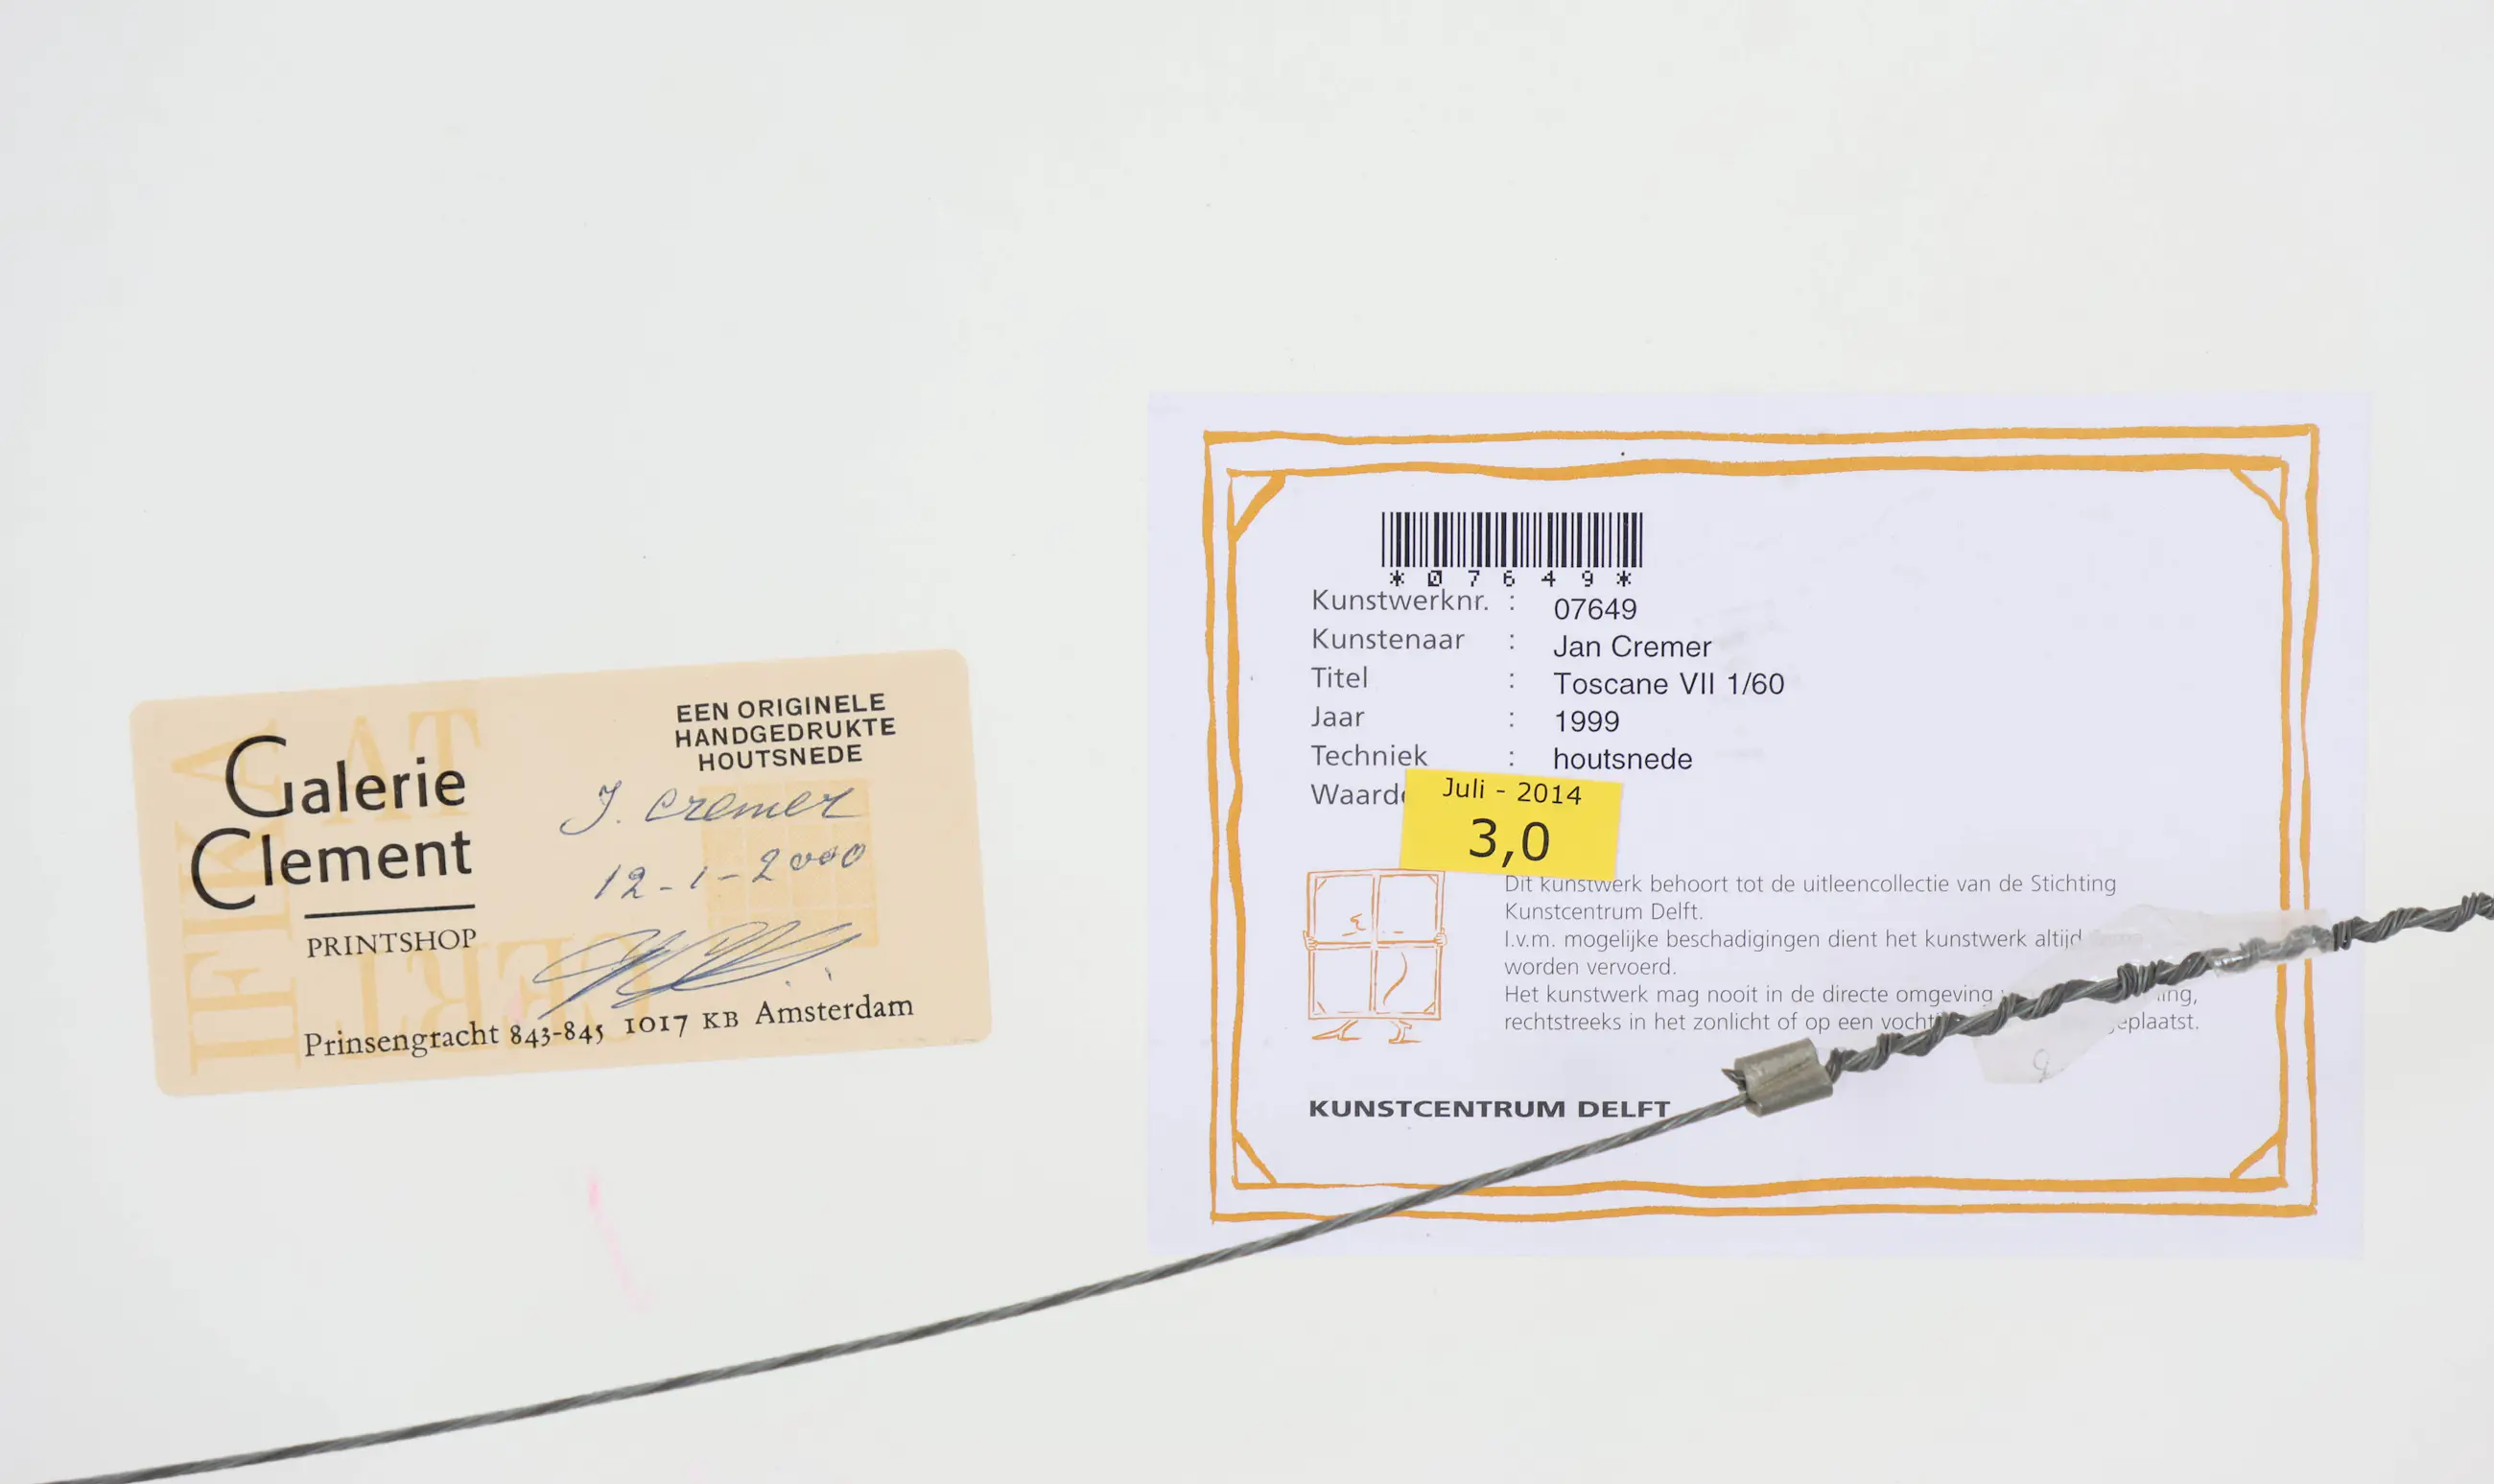 Galerie
Clement
PRINTSHOP
EEN ORIGINELE
HANDGEDRUKTE
HOUTSNEDE
J. Cremer
12-1-2000
Prinsengracht 843-845 1017 KB Amsterdam
CERTIFICAAT
*07649*
Kunstwerknr. : 07649
Kunstenaar : Jan Cremer
Titel : Toscane VII 1/60
Jaar : 1999
Techniek : houtsnede
Juli - 2014
3,0
Dit kunstwerk behoort tot de uitleencollectie van de Stichting
Kunstcentrum Delft.
I.v.m. mogelijke beschadigingen dient het kunstwerk altijd
worden vervoerd.
Het kunstwerk mag nooit in de directe omgeving
rechtstreeks in het zonlicht of op een
KUNSTCENTRUM DELFT